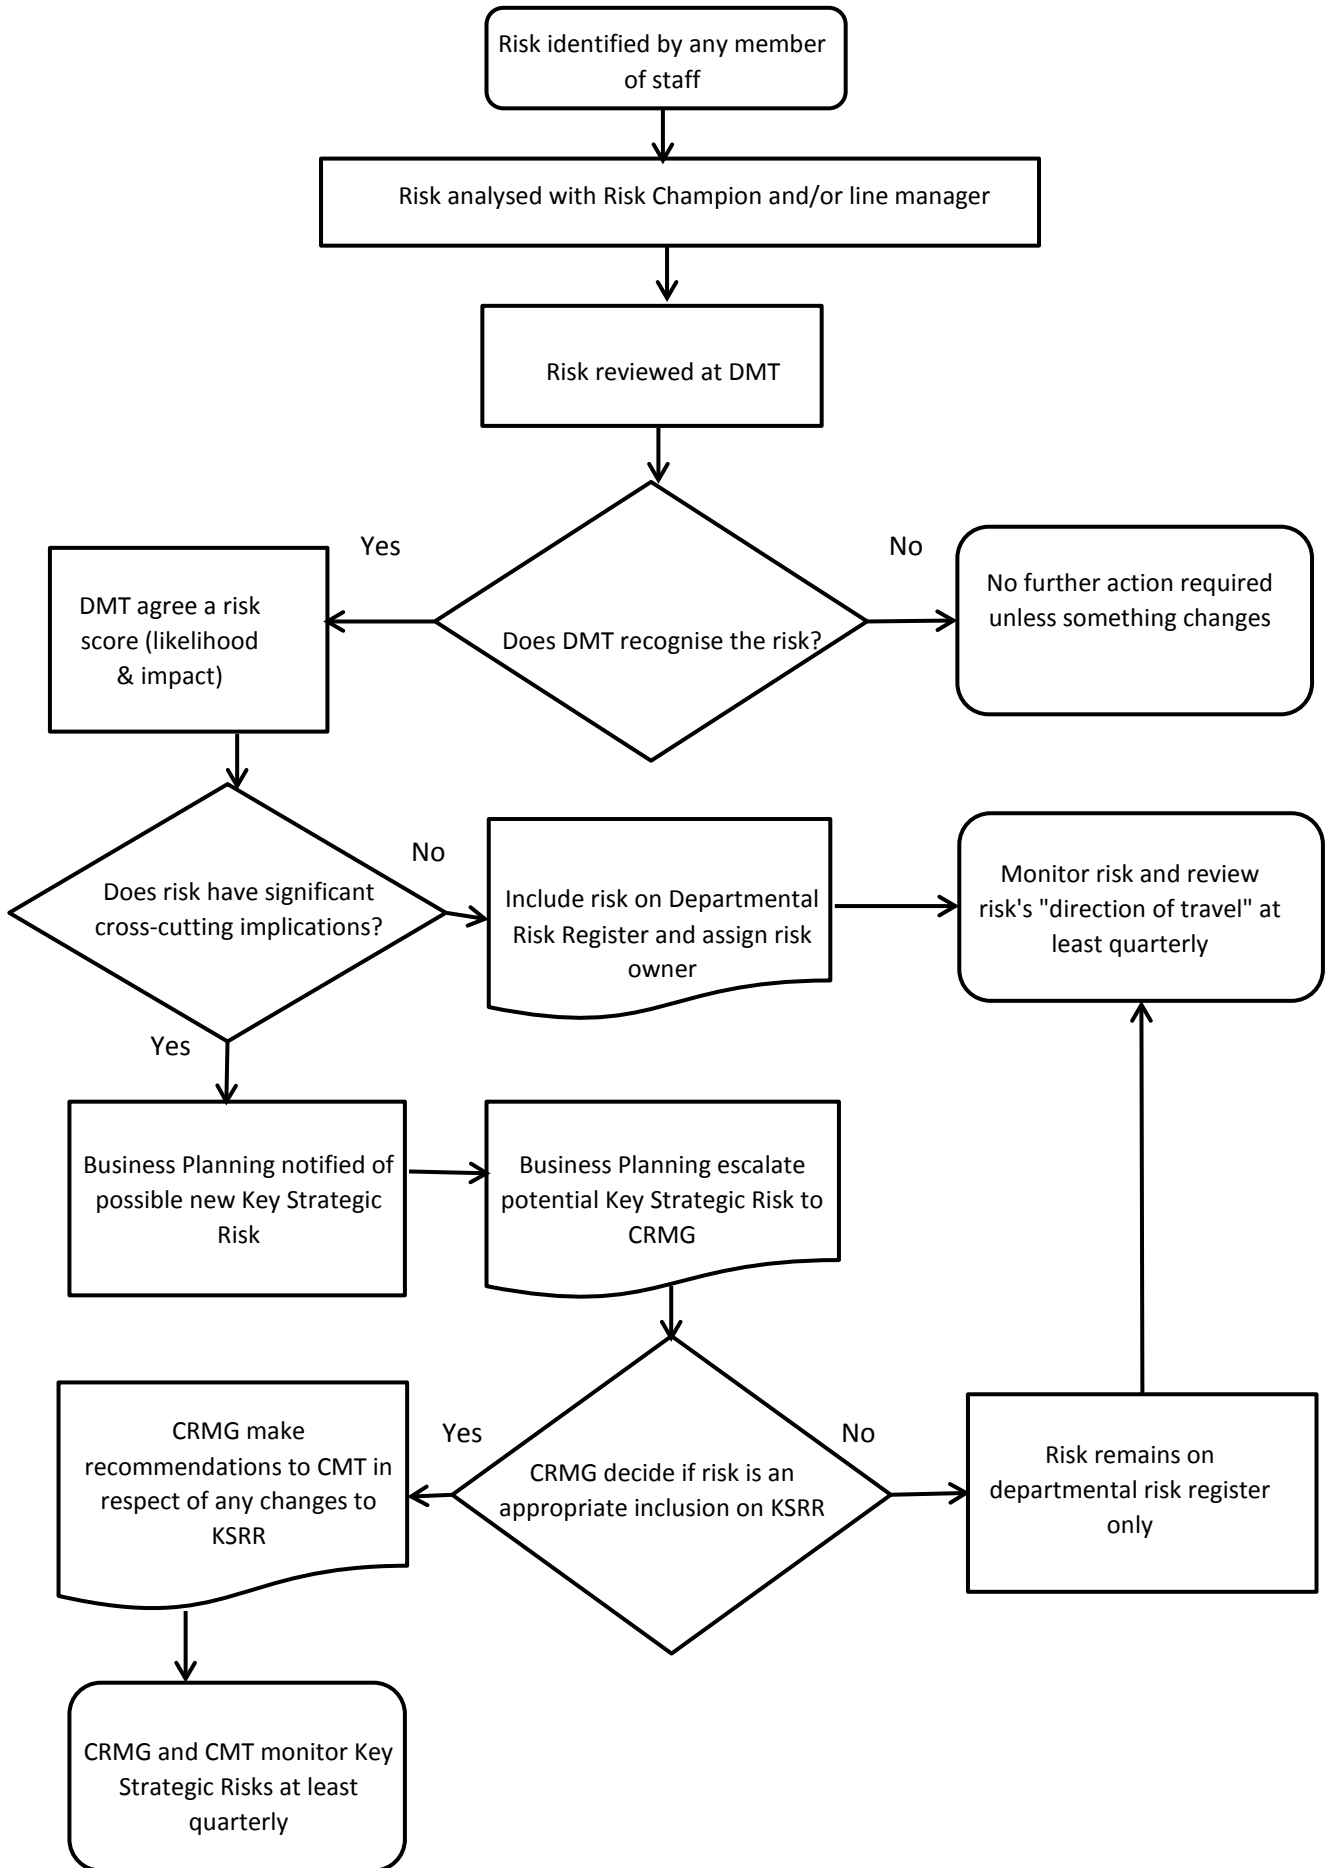 Risk identified by any member
of staff
Risk analysed with Risk Champion and/or line manager
Risk reviewed at DMT
Yes
No
DMT agree a risk
score (likelihood
& impact)
Does DMT recognise the risk?
No further action required
unless something changes
No
Does risk have significant
cross-cutting implications?
Include risk on Departmental
Risk Register and assign risk
owner
Monitor risk and review
risk's "direction of travel" at
least quarterly
Yes
Business Planning notified of
possible new Key Strategic
Risk
Business Planning escalate
potential Key Strategic Risk to
CRMG
CRMG make
recommendations to CMT in
respect of any changes to
KSRR
Yes
CRMG decide if risk is an
appropriate inclusion on KSRR
No
Risk remains on
departmental risk register
only
CRMG and CMT monitor Key
Strategic Risks at least
quarterly